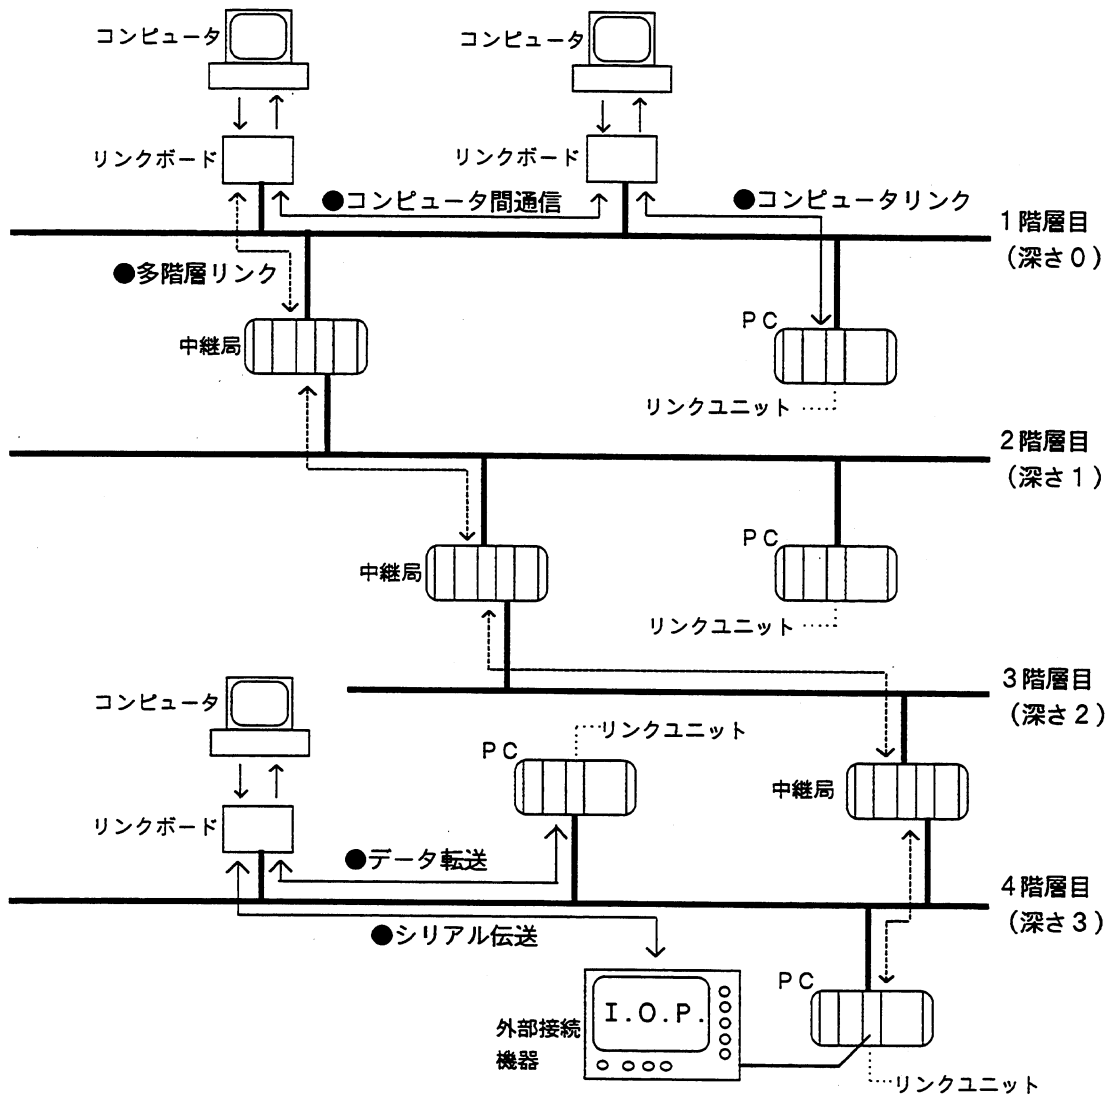 コンピュータ
コンピュータ
リンクボード
リンクボード
●コンピュータ間通信
●コンピュータリンク
1階層目
(深さ0)
●多階層リンク
中継局
PC
リンクユニット
2階層目
(深さ1)
中継局
PC
リンクユニット
3階層目
(深さ2)
コンピュータ
リンクユニット
PC
中継局
リンクボード
●データ転送
4階層目
(深さ3)
●シリアル伝送
PC
I.O.P.
外部接続
機器
リンクユニット